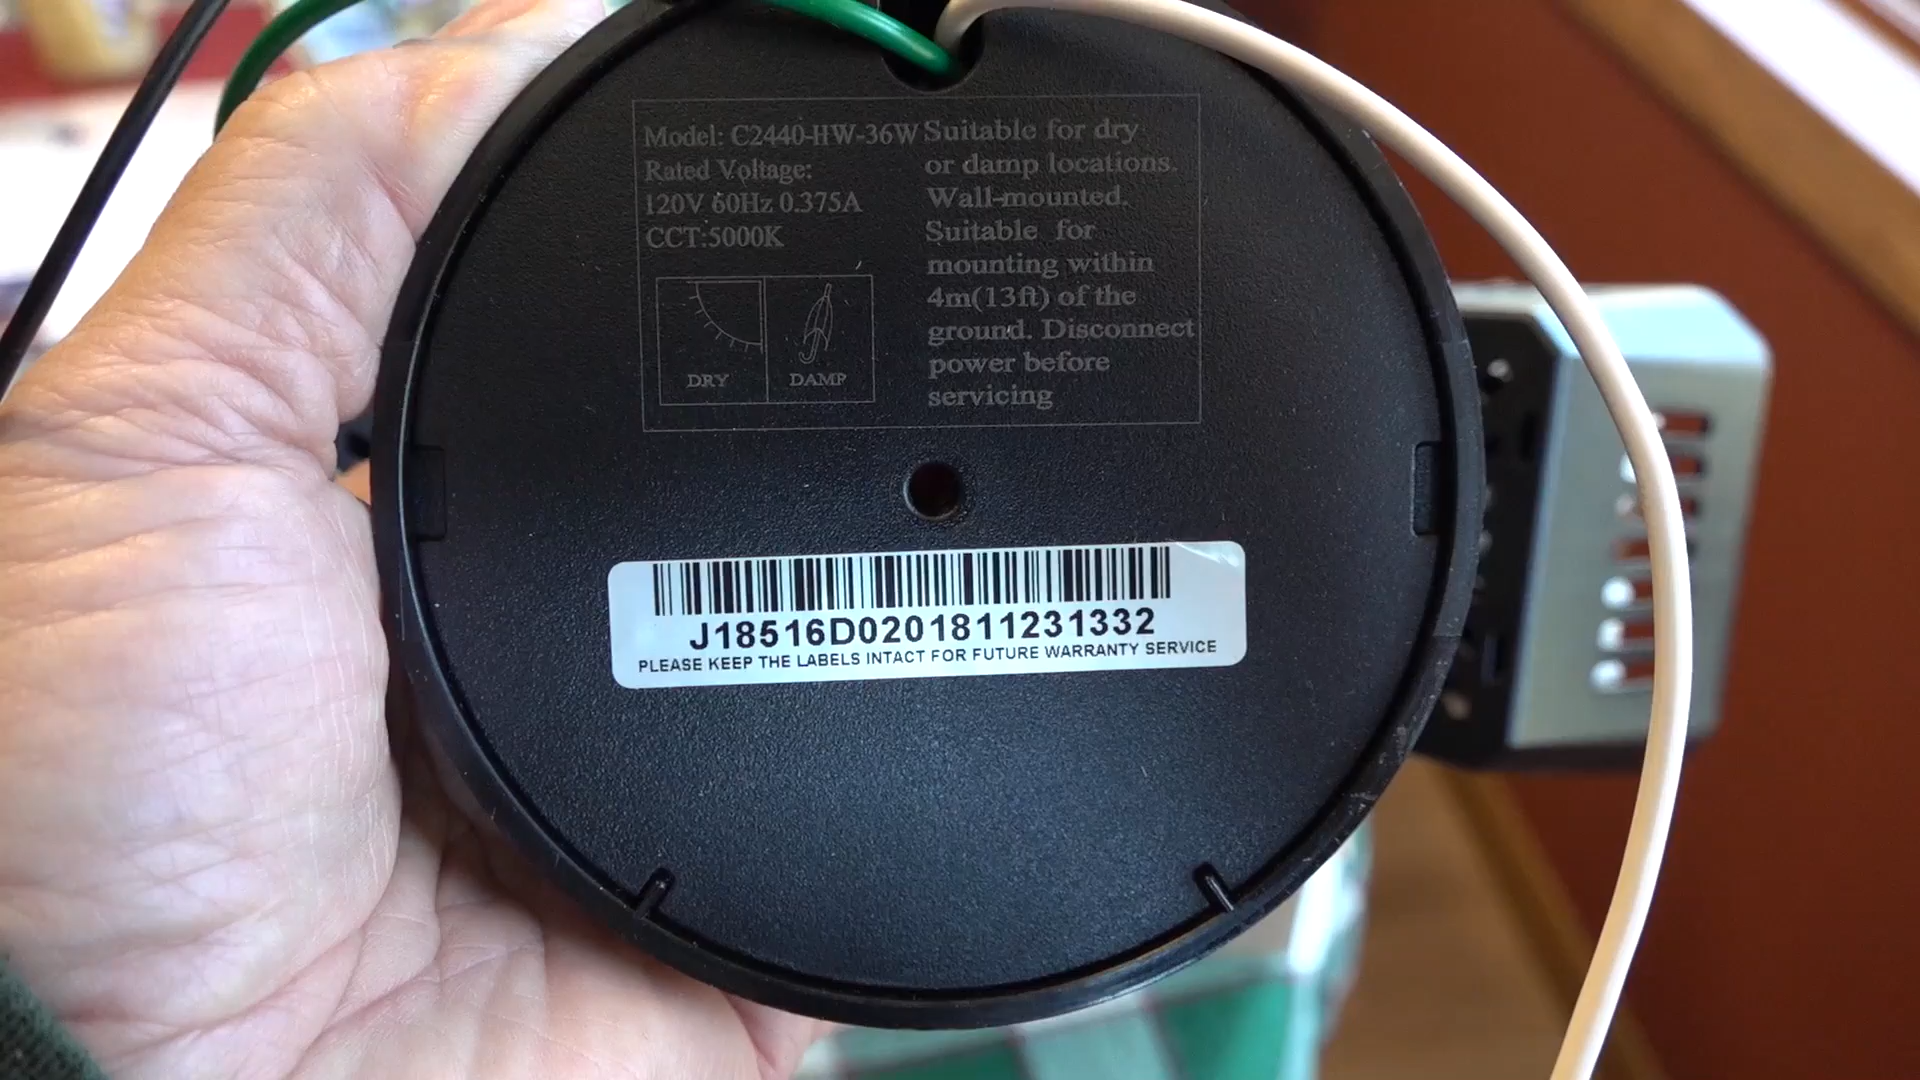 Model: C2440-HW-36W
Rated Voltage:
120V 60Hz 0.375A
CCT:5000K
DRY
DAMP
Suitable for dry
or damp locations.
Wall-mounted.
Suitable for
mounting within
4m(13ft) of the
ground. Disconnect
power before
servicing
J18516D0201811231332
PLEASE KEEP THE LABELS INTACT FOR FUTURE WARRANTY SERVICE